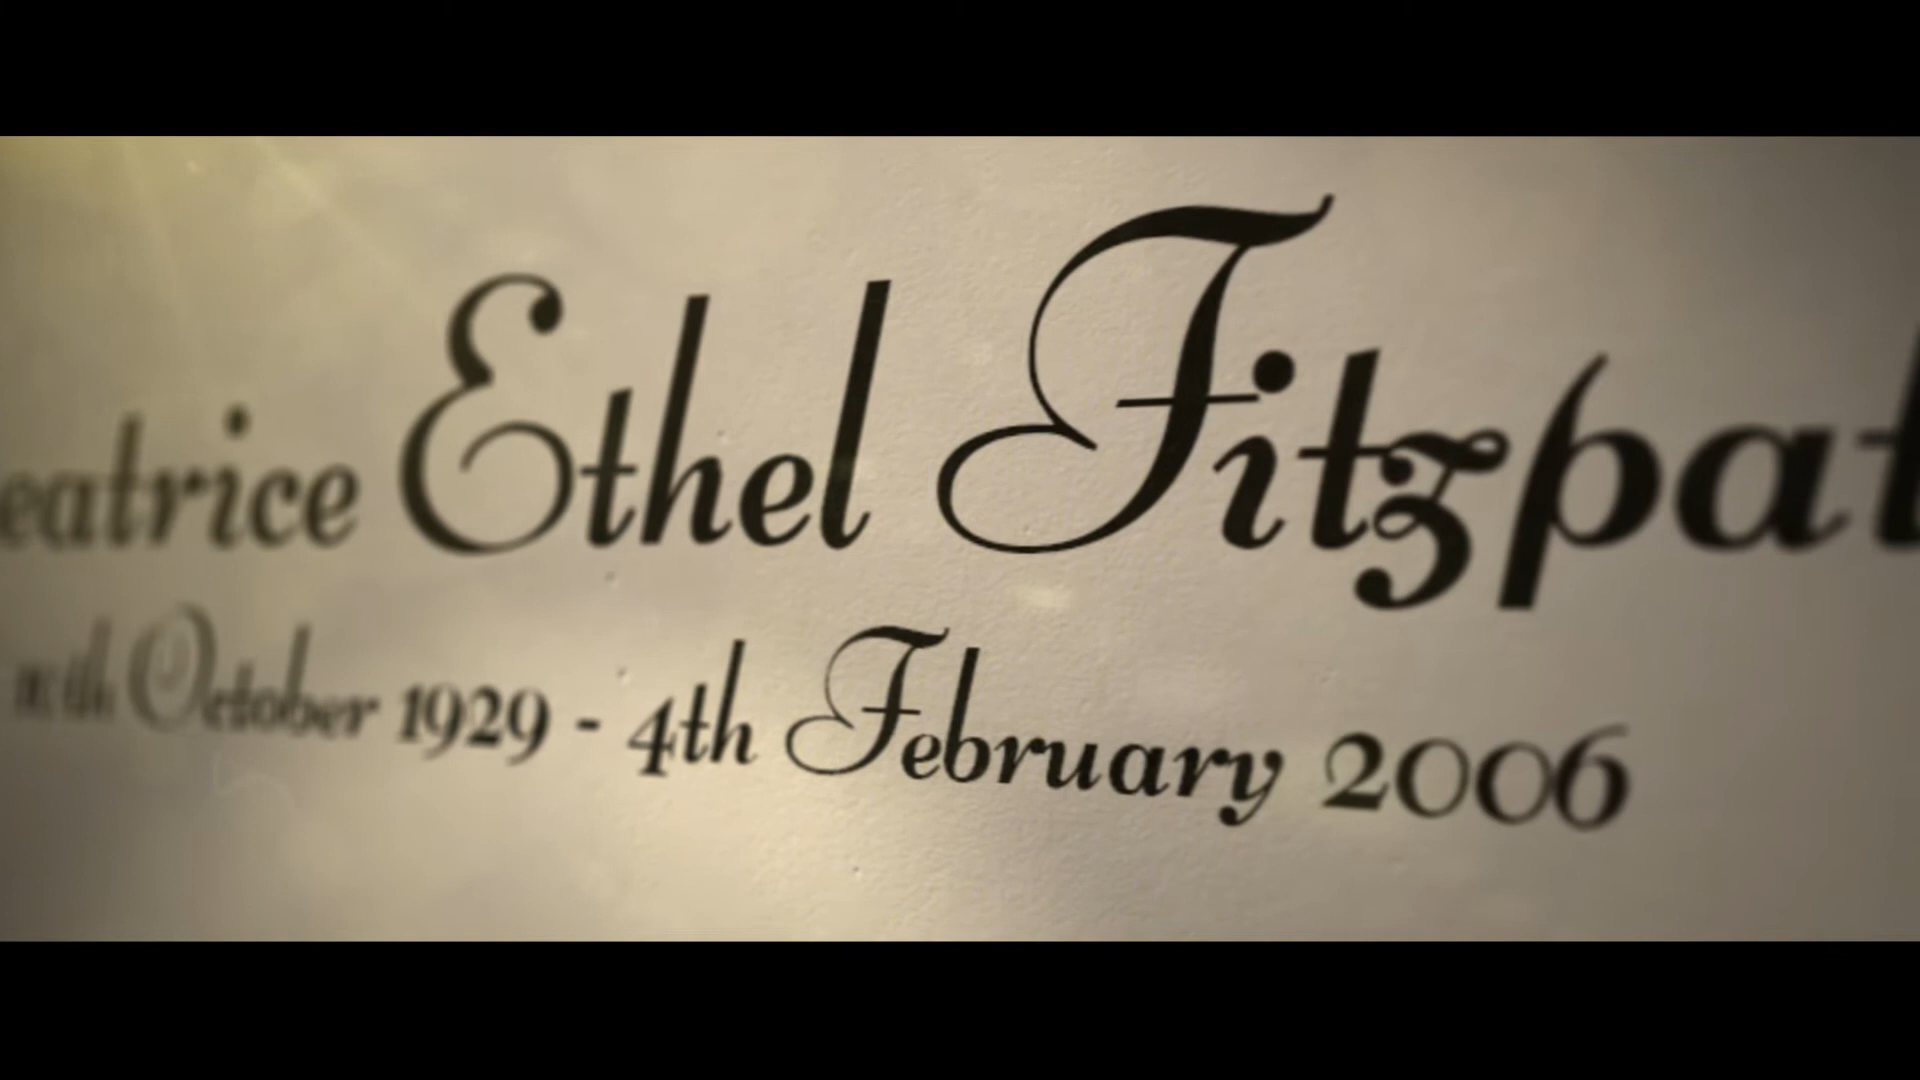 eatrice Ethel Fitzpat
October 1929 - 4th February 2006